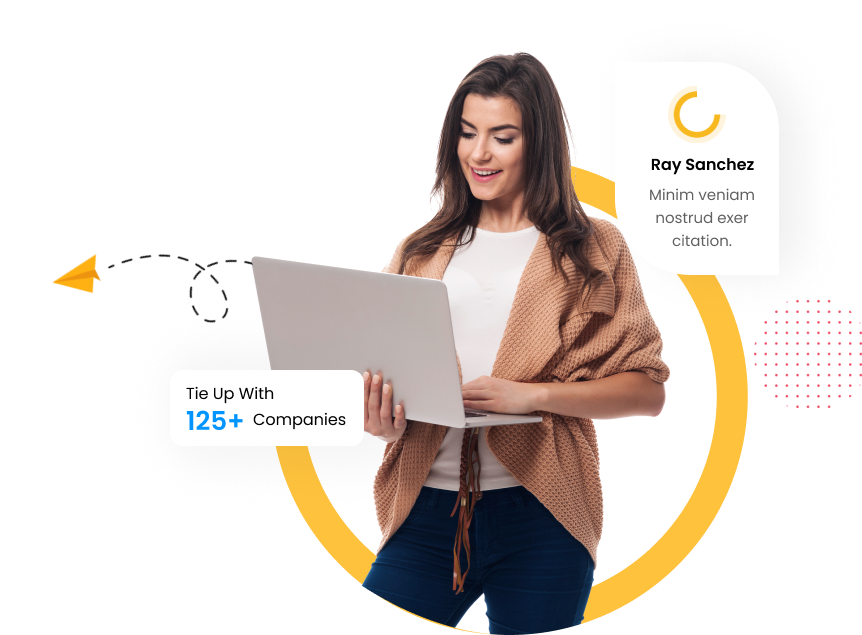 Ray Sanchez
Minim veniam
nostrud exer
citation.
Tie Up With
125+ Companies